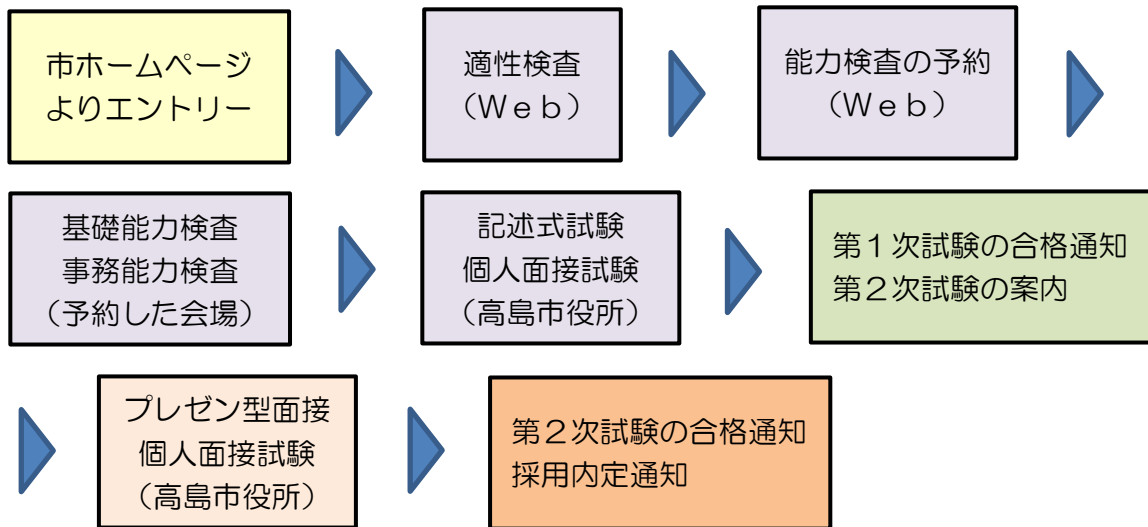 市ホームページ
よりエントリー
適性検査
（Ｗｅｂ）
能力検査の予約
（Ｗｅｂ）
基礎能力検査
事務能力検査
（予約した会場）
記述式試験
個人面接試験
（高島市役所）
第１次試験の合格通知
第２次試験の案内
プレゼン型面接
個人面接試験
（高島市役所）
第２次試験の合格通知
採用内定通知